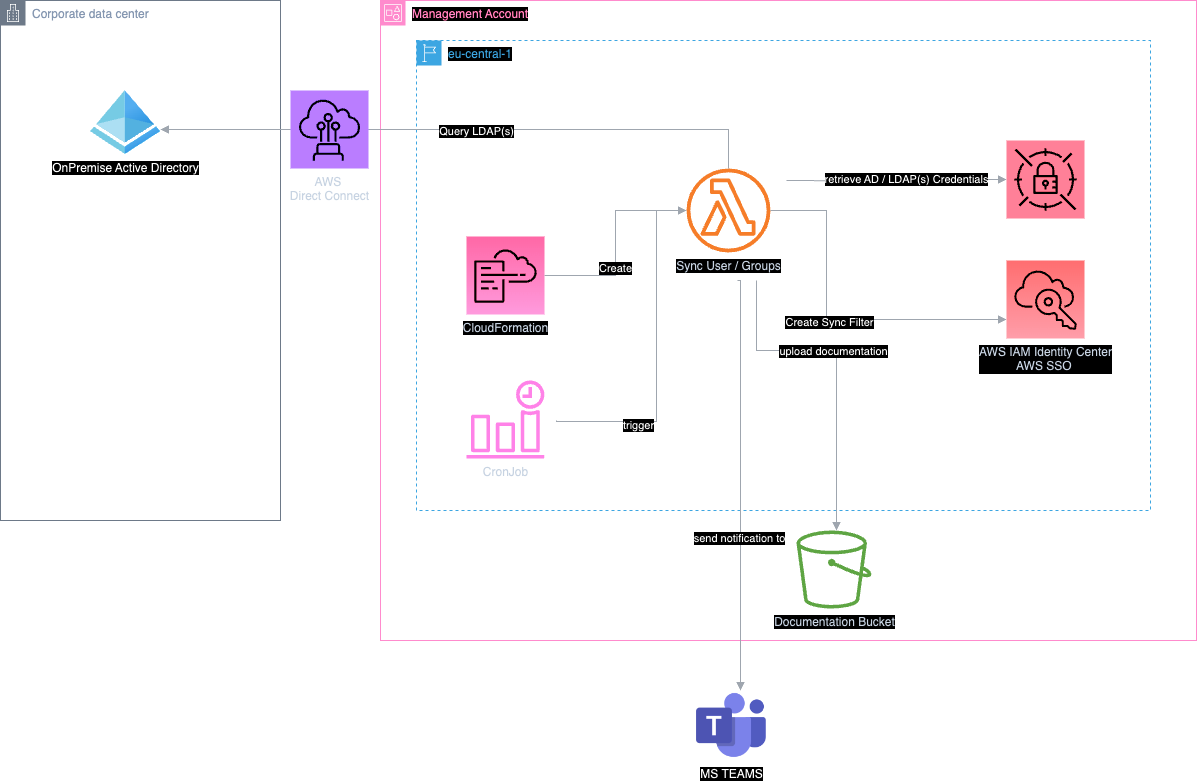 Corporate data center
Management Account
eu-central-1
Query LDAP(s)
OnPremise Active Directory
AWS
Direct Connect
retrieve AD / LDAP(s) Credentials
Sync User / Groups
Create
CloudFormation
Create Sync Filter
upload documentation
AWS IAM Identity Center
AWS SSO
trigger
CronJob
send notification to
Documentation Bucket
T
MS TEAMS